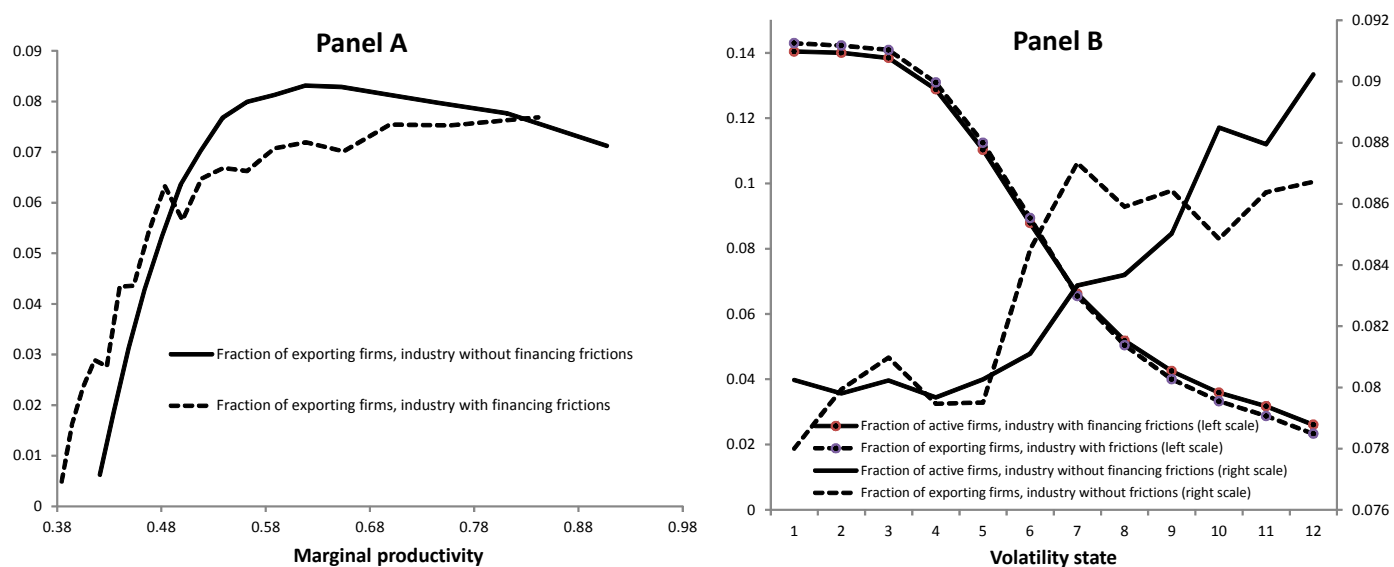 Panel A
0.09
0.08
0.07
0.06
0.05
0.04
0.03
0.02
0.01
0
Fraction of exporting firms, industry without financing frictions
Fraction of exporting firms, industry with financing frictions
0.38 0.48 0.58 0.68 0.78 0.88 0.98
Marginal productivity
Panel B
0.14
0.12
0.1
0.08
0.06
0.04
0.02
0
0.092
0.09
0.088
0.086
0.084
0.082
0.08
0.078
0.076
Fraction of active firms, industry with financing frictions (left scale)
Fraction of exporting firms, industry with frictions (left scale)
Fraction of active firms, industry without financing frictions (right scale)
Fraction of exporting firms, industry without frictions (right scale)
1 2 3 4 5 6 7 8 9 10 11 12
Volatility state